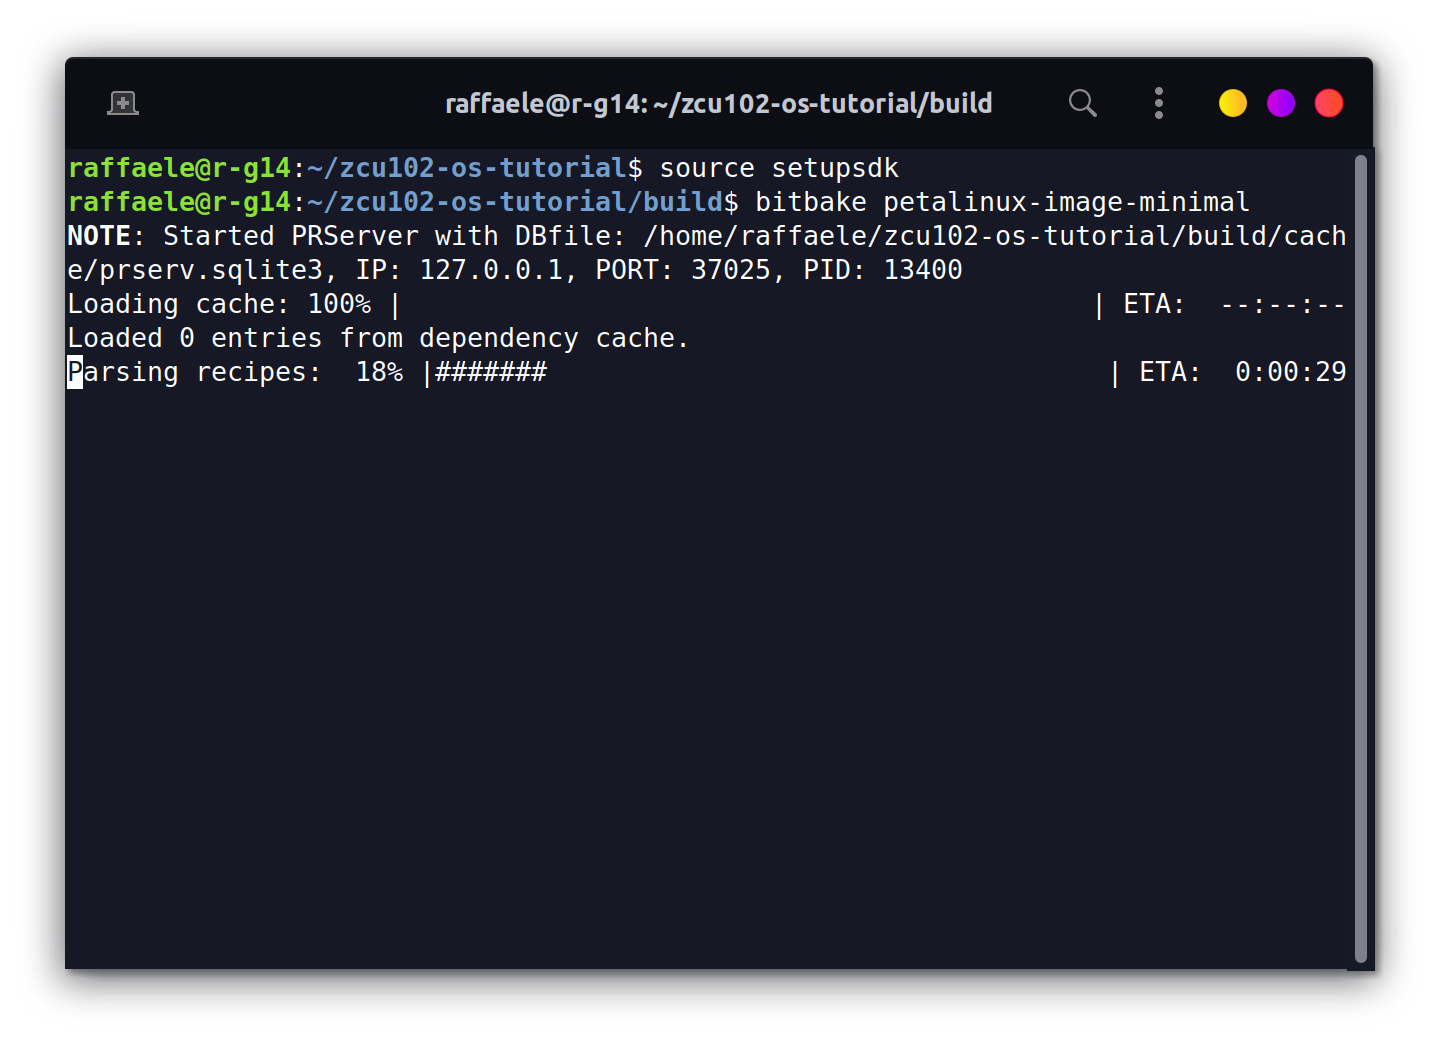 raffaele@r-g14: ~/zcu102-os-tutorial/build
raffaele@r-g14:~/zcu102-os-tutorial$ source setupsdk
raffaele@r-g14:~/zcu102-os-tutorial/build$ bitbake petalinux-image-minimal
NOTE: Started PRServer with DBfile: /home/raffaele/zcu102-os-tutorial/build/cach
e/prserv.sqlite3, IP: 127.0.0.1, PORT: 37025, PID: 13400
Loading cache: 100% |                                            | ETA:  --:--:--
Loaded 0 entries from dependency cache.
Parsing recipes:  18% |#######                                   | ETA:  0:00:29